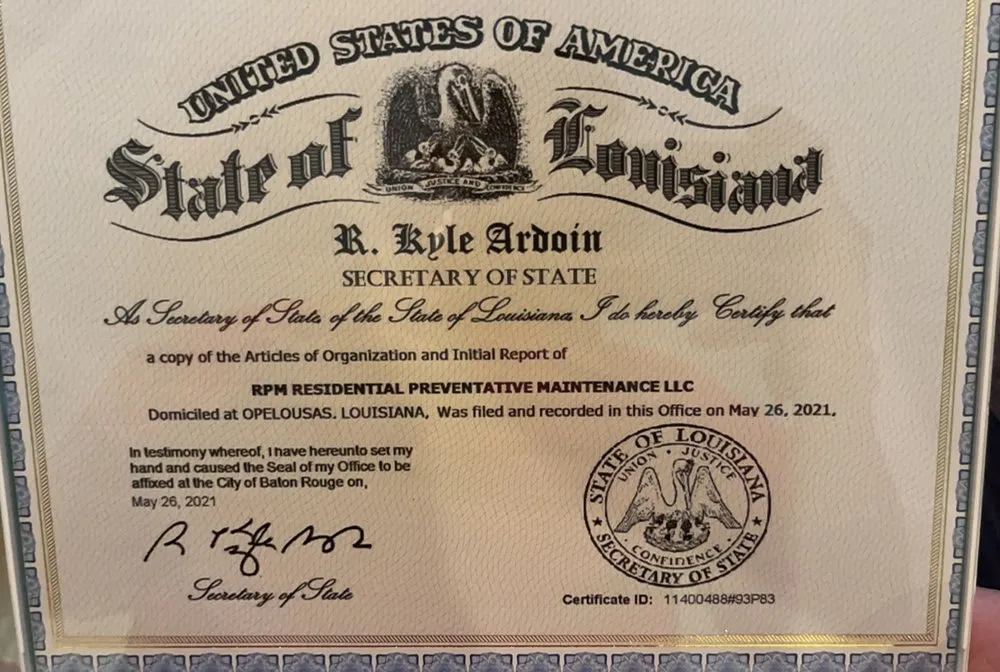 UNITED STATES OF AMERICA
State of Louisiana
UNION JUSTICE AND CONFIDENCE
R. Kyle Ardoin
SECRETARY OF STATE
As Secretary of State, of the State of Louisiana, I do hereby Certify that
a copy of the Articles of Organization and Initial Report of
RPM RESIDENTIAL PREVENTATIVE MAINTENANCE LLC
Domiciled at OPELOUSAS, LOUISIANA, Was filed and recorded in this Office on May 26, 2021,
In testimony whereof, I have hereunto set my
hand and caused the Seal of my Office to be
affixed at the City of Baton Rouge on,
May 26, 2021
R Kyle Ardoin
Secretary of State
STATE OF LOUISIANA
UNION • JUSTICE
CONFIDENCE
SECRETARY OF STATE
Certificate ID: 11400488#93P83